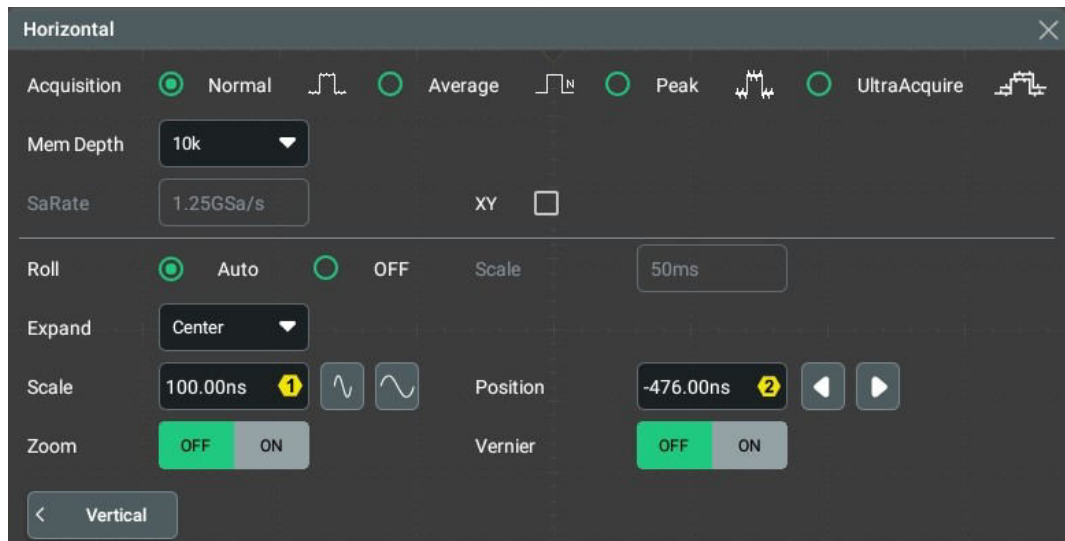 Horizontal
Acquisition Normal Average N Peak UltraAcquire
Mem Depth 10k
SaRate 1.25GSa/s XY
Roll Auto OFF Scale 50ms
Expand Center
Scale 100.00ns 1 Position -476.00ns 2
Zoom OFF ON Vernier OFF ON
Vertical